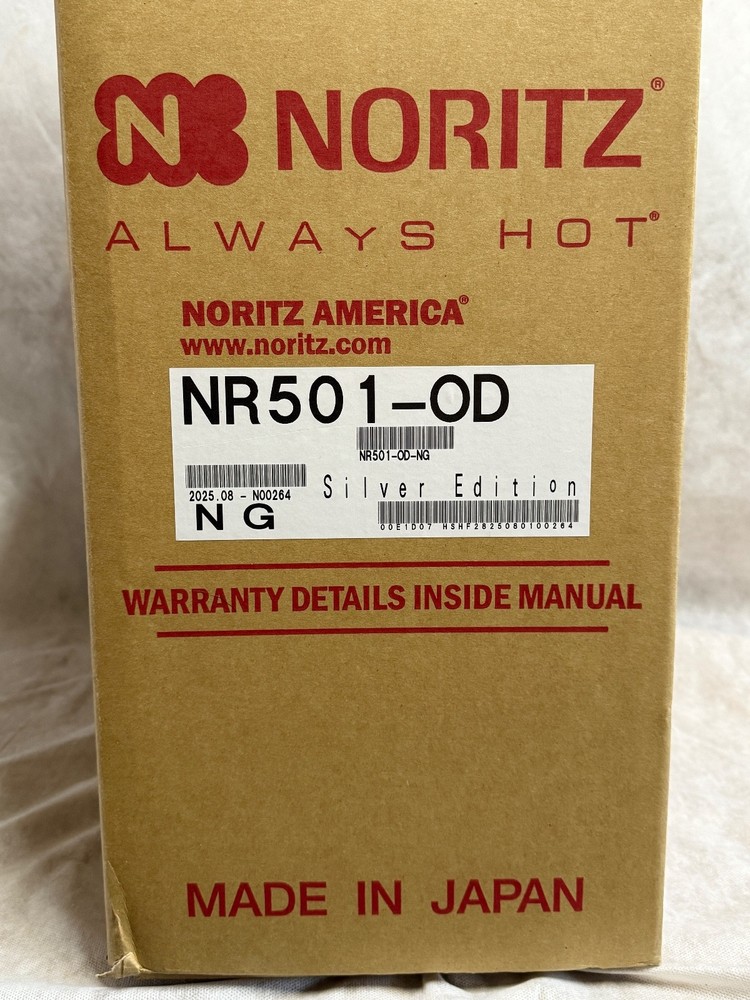 N NORITZ®
ALWAYS HOT®
NORITZ AMERICA®
www.noritz.com
NR501-OD
NR501-OD-NG
2025.08 - N00264
Silver Edition
NG
00E1D07 HSHF2825080100264
WARRANTY DETAILS INSIDE MANUAL
MADE IN JAPAN